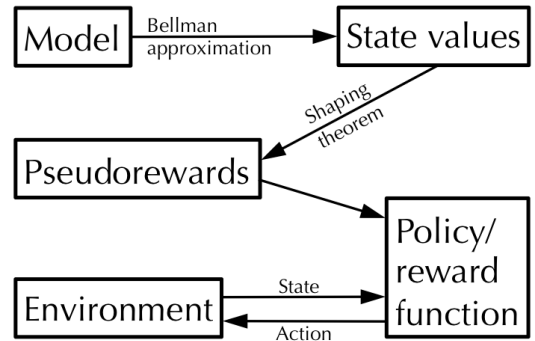 Model
Bellman
approximation
State values
Shaping
theorem
Pseudorewards
Policy/
reward
function
Environment
State
Action